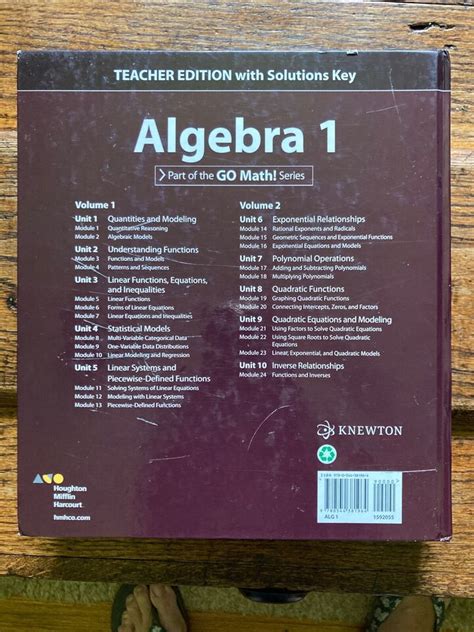 TEACHER EDITION with Solutions Key
Algebra 1
Part of the GO Math! Series
Volume 1
Unit 1 Quantities and Modeling
Module 1 Quantitative Reasoning
Module 2 Algebraic Models
Unit 2 Understanding Functions
Module 3 Functions and Models
Module 4 Patterns and Sequences
Unit 3 Linear Functions, Equations,
and Inequalities
Module 5 Linear Functions
Module 6 Forms of Linear Equations
Module 7 Linear Equations and Inequalities
Unit 4 Statistical Models
Module 8 Multi-Variable Categorical Data
Module 9 One-Variable Data Distributions
Module 10 Linear Modeling and Regression
Unit 5 Linear Systems and
Piecewise-Defined Functions
Module 11 Solving Systems of Linear Equations
Module 12 Modeling with Linear Systems
Module 13 Piecewise-Defined Functions
Volume 2
Unit 6 Exponential Relationships
Module 14 Rational Exponents and Radicals
Module 15 Geometric Sequences and Exponential Functions
Module 16 Exponential Equations and Models
Unit 7 Polynomial Operations
Module 17 Adding and Subtracting Polynomials
Module 18 Multiplying Polynomials
Unit 8 Quadratic Functions
Module 19 Graphing Quadratic Functions
Module 20 Connecting Intercepts, Zeros, and Factors
Unit 9 Quadratic Equations and Modeling
Module 21 Using Factors to Solve Quadratic Equations
Module 22 Using Square Roots to Solve Quadratic
Equations
Module 23 Linear, Exponential, and Quadratic Models
Unit 10 Inverse Relationships
Module 24 Functions and Inverses
KNEWTON
Houghton
Mifflin
Harcourt
hmhco.com
90000
ALG 1 1592055